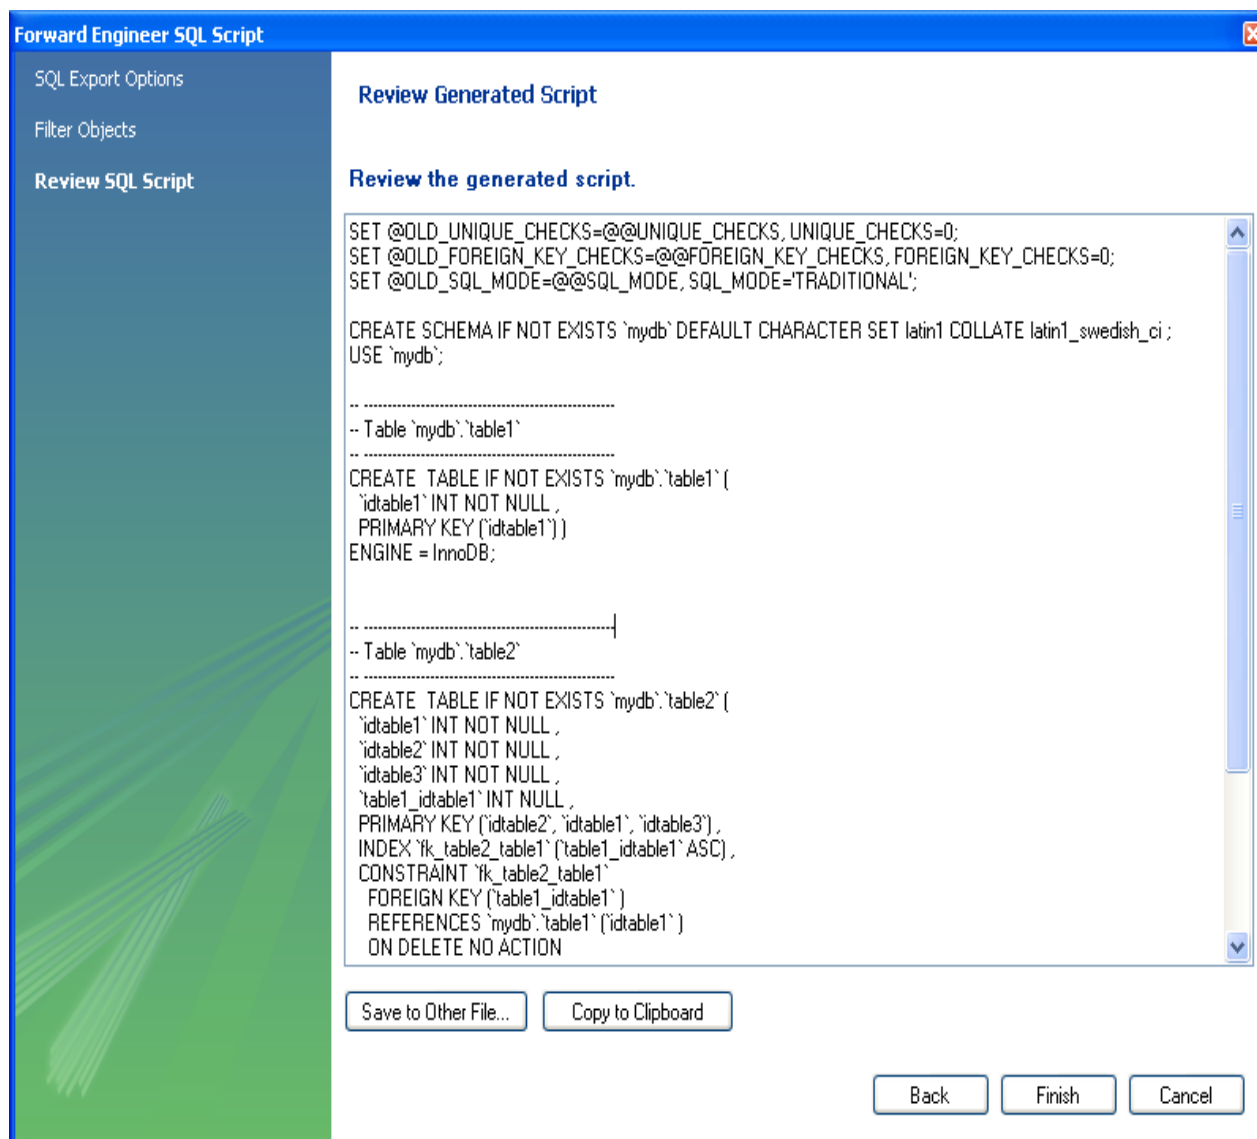 Forward Engineer SQL Script
SQL Export Options
Filter Objects
Review SQL Script
Review Generated Script
Review the generated script.
SET @OLD_UNIQUE_CHECKS=@@UNIQUE_CHECKS, UNIQUE_CHECKS=0;
SET @OLD_FOREIGN_KEY_CHECKS=@@FOREIGN_KEY_CHECKS, FOREIGN_KEY_CHECKS=0;
SET @OLD_SQL_MODE=@@SQL_MODE, SQL_MODE='TRADITIONAL';
CREATE SCHEMA IF NOT EXISTS `mydb` DEFAULT CHARACTER SET latin1 COLLATE latin1_swedish_ci ;
USE `mydb`;
-- -----------------------------------------------------
-- Table `mydb`.`table1`
-- -----------------------------------------------------
CREATE  TABLE IF NOT EXISTS `mydb`.`table1` (
  `idtable1` INT NOT NULL ,
  PRIMARY KEY (`idtable1`) )
ENGINE = InnoDB;
-- -----------------------------------------------------
-- Table `mydb`.`table2`
-- -----------------------------------------------------
CREATE  TABLE IF NOT EXISTS `mydb`.`table2` (
  `idtable1` INT NOT NULL ,
  `idtable2` INT NOT NULL ,
  `idtable3` INT NOT NULL ,
  `table1_idtable1` INT NULL ,
  PRIMARY KEY (`idtable2`, `idtable1`, `idtable3`) ,
  INDEX `fk_table2_table1` (`table1_idtable1` ASC) ,
  CONSTRAINT `fk_table2_table1`
    FOREIGN KEY (`table1_idtable1` )
    REFERENCES `mydb`.`table1` (`idtable1` )
    ON DELETE NO ACTION
Save to Other File...
Copy to Clipboard
Back
Finish
Cancel